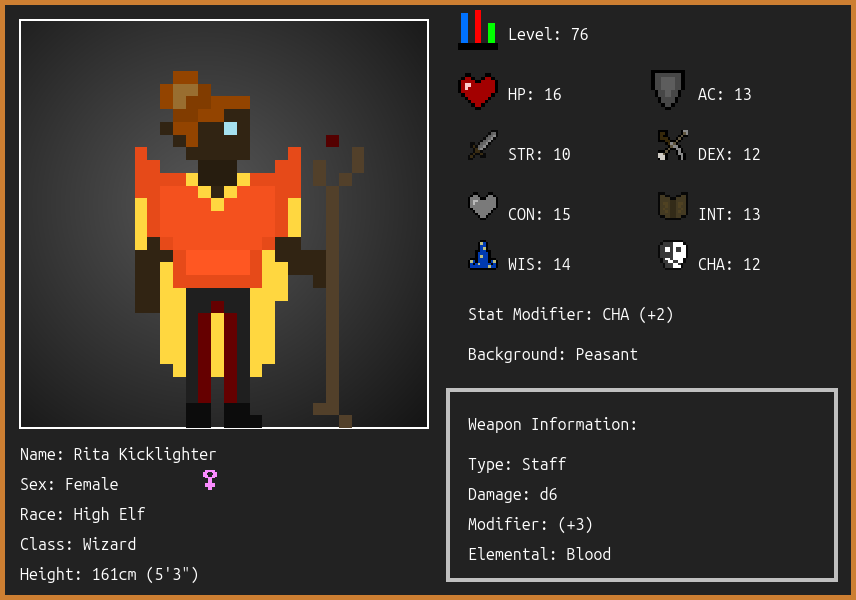 Level: 76
HP: 16
AC: 13
STR: 10
DEX: 12
CON: 15
INT: 13
WIS: 14
CHA: 12
Stat Modifier: CHA (+2)
Background: Peasant
Weapon Information:
Type: Staff
Damage: d6
Modifier: (+3)
Elemental: Blood
Name: Rita Kicklighter
Sex: Female
Race: High Elf
Class: Wizard
Height: 161cm (5'3")